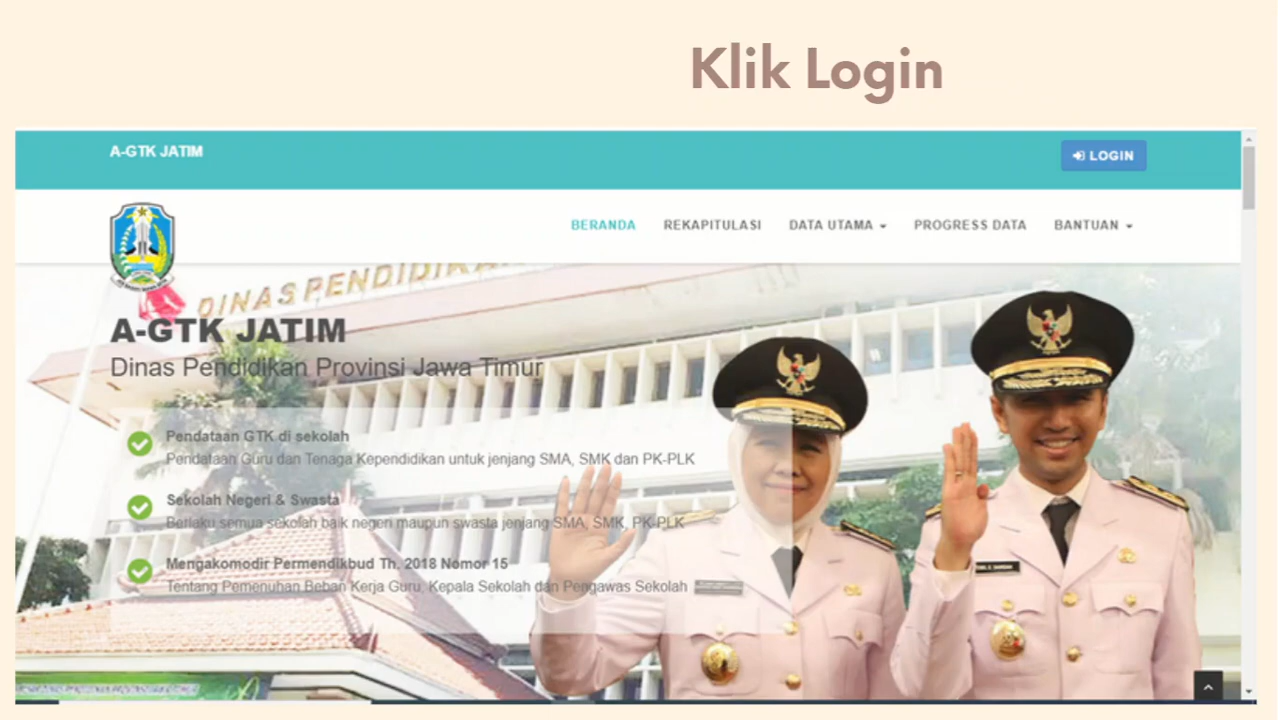 Klik Login
A-GTK JATIM
LOGIN
BERANDA REKAPITULASI DATA UTAMA PROGRESS DATA BANTUAN
DINAS PENDIDIKA
A-GTK JATIM
Dinas Pendidikan Provinsi Jawa Timur
Pendataan GTK di sekolah
Pendataan Guru dan Tenaga Kependidikan untuk jenjang SMA, SMK dan PK-PLK
Sekolah Negeri & Swasta
Berlaku semua sekolah baik negeri maupun swasta jenjang SMA, SMK, PK-PLK
Mengakomodir Permendikbud Th. 2018 Nomor 15
Tentang Pemenuhan Beban Kerja Guru, Kepala Sekolah dan Pengawas Sekolah